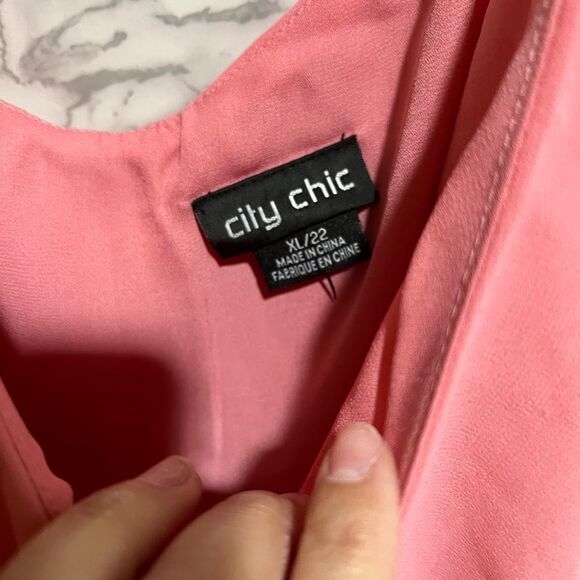 city chic
XL/22
MADE IN CHINA
FABRIQUE EN CHINE